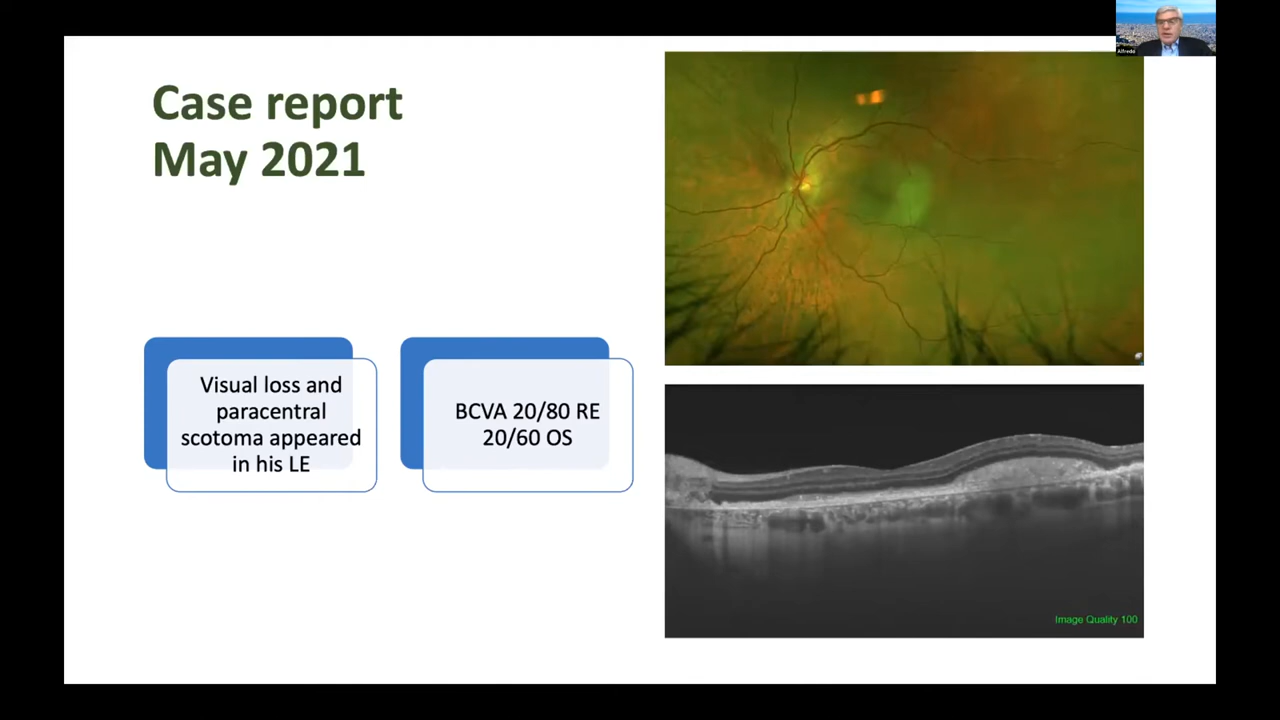 Case report
May 2021
Visual loss and
paracentral
scotoma appeared
in his LE
BCVA 20/80 RE
20/60 OS
Image Quality 100
Alfredo